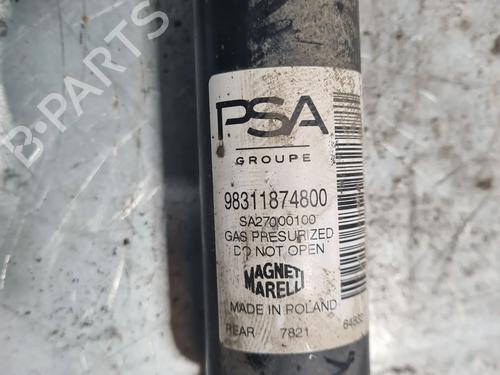 PSA
GROUPE
98311874800
SA27000100
GAS PRESURIZED
DO NOT OPEN
MAGNETI
MARELLI
MADE IN POLAND
REAR 7821
B-PARTS